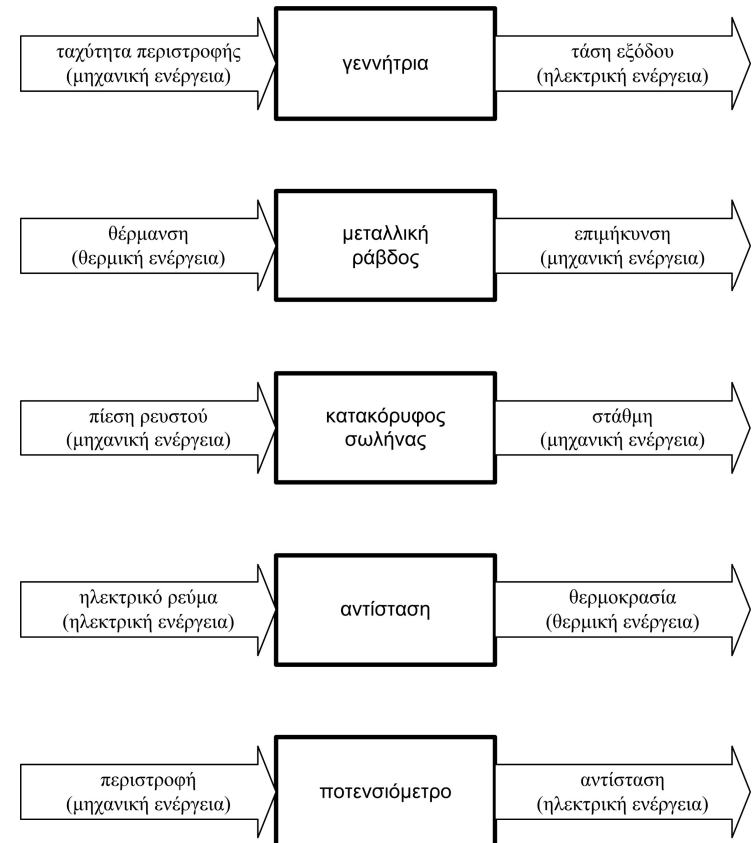 ταχύτητα περιστροφής
(μηχανική ενέργεια)
γεννήτρια
τάση εξόδου
(ηλεκτρική ενέργεια)
θέρμανση
(θερμική ενέργεια)
μεταλλική
ράβδος
επιμήκυνση
(μηχανική ενέργεια)
πίεση ρευστού
(μηχανική ενέργεια)
κατακόρυφος
σωλήνας
στάθμη
(μηχανική ενέργεια)
ηλεκτρικό ρεύμα
(ηλεκτρική ενέργεια)
αντίσταση
θερμοκρασία
(θερμική ενέργεια)
περιστροφή
(μηχανική ενέργεια)
ποτενσιόμετρο
αντίσταση
(ηλεκτρική ενέργεια)